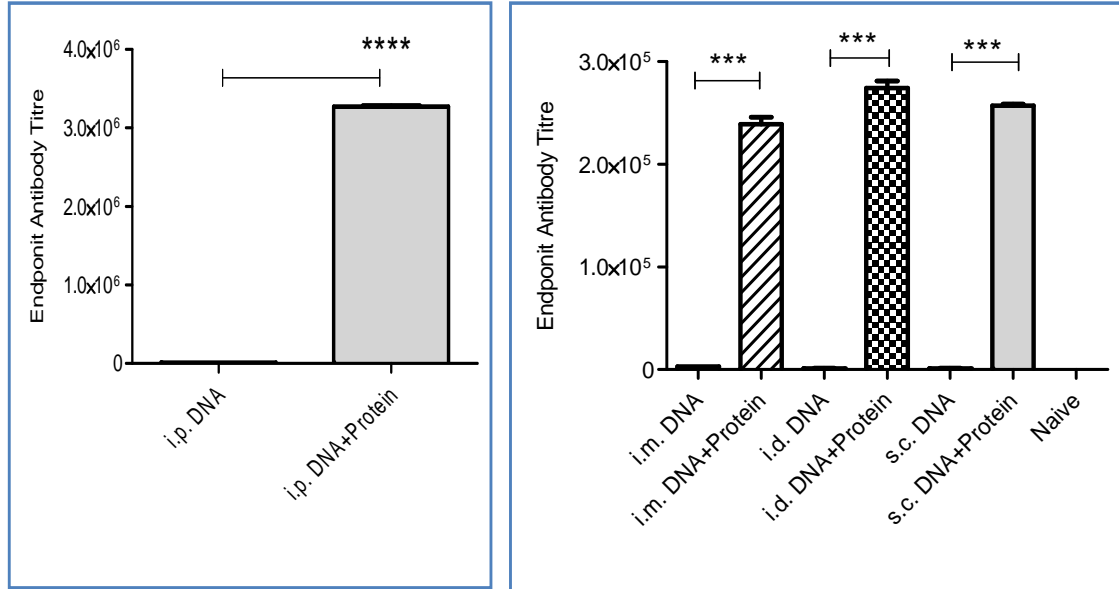 Endponit Antibody Titre
4.0x10⁶
3.0x10⁶
2.0x10⁶
1.0x10⁶
0
****
i.p. DNA
i.p. DNA+Protein
Endponit Antibody Titre
3.0x10⁵
2.0x10⁵
1.0x10⁵
0
***
***
***
i.m. DNA
i.m. DNA+Protein
i.d. DNA
i.d. DNA+Protein
s.c. DNA
s.c. DNA+Protein
Naive